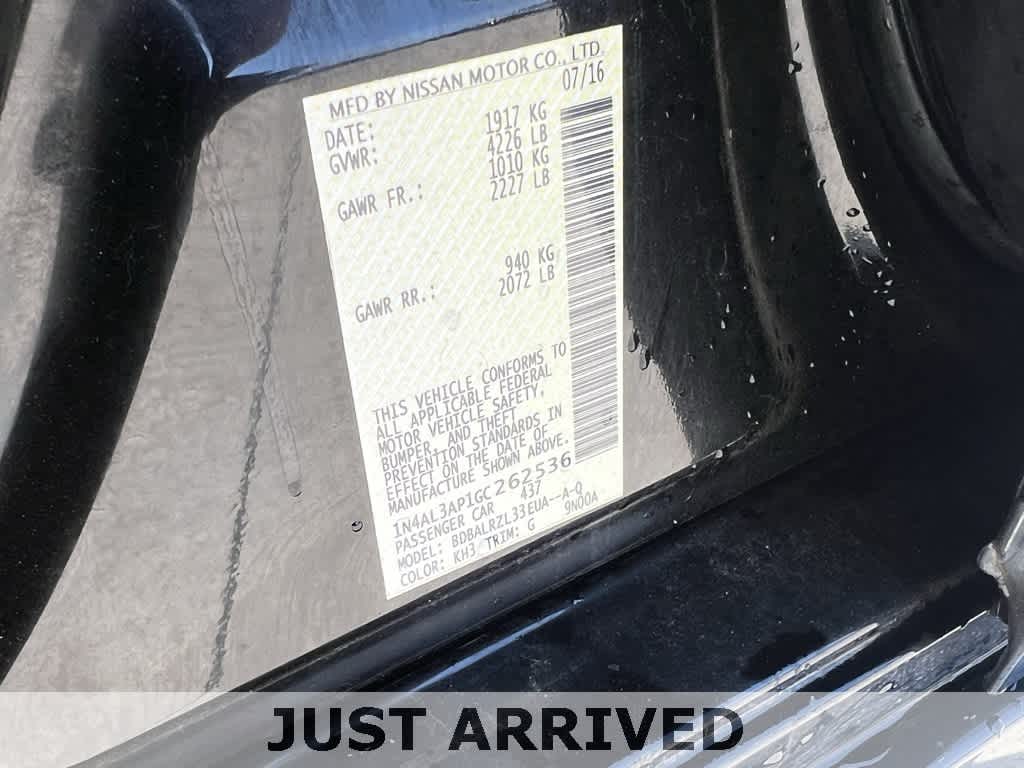 MFD BY NISSAN MOTOR CO., LTD.
DATE: 07/16
GVWR: 1917 KG
4226 LB
GAWR FR.: 1010 KG
2227 LB
GAWR RR.: 940 KG
2072 LB
THIS VEHICLE CONFORMS TO
ALL APPLICABLE FEDERAL
MOTOR VEHICLE SAFETY,
BUMPER, AND THEFT
PREVENTION STANDARDS IN
EFFECT ON THE DATE OF
MANUFACTURE SHOWN ABOVE.
1N4AL3AP1GC262536
PASSENGER CAR 437
MODEL: BDBALRZL33EUA--A-Q
COLOR: KH3 TRIM: G 9N00A
JUST ARRIVED